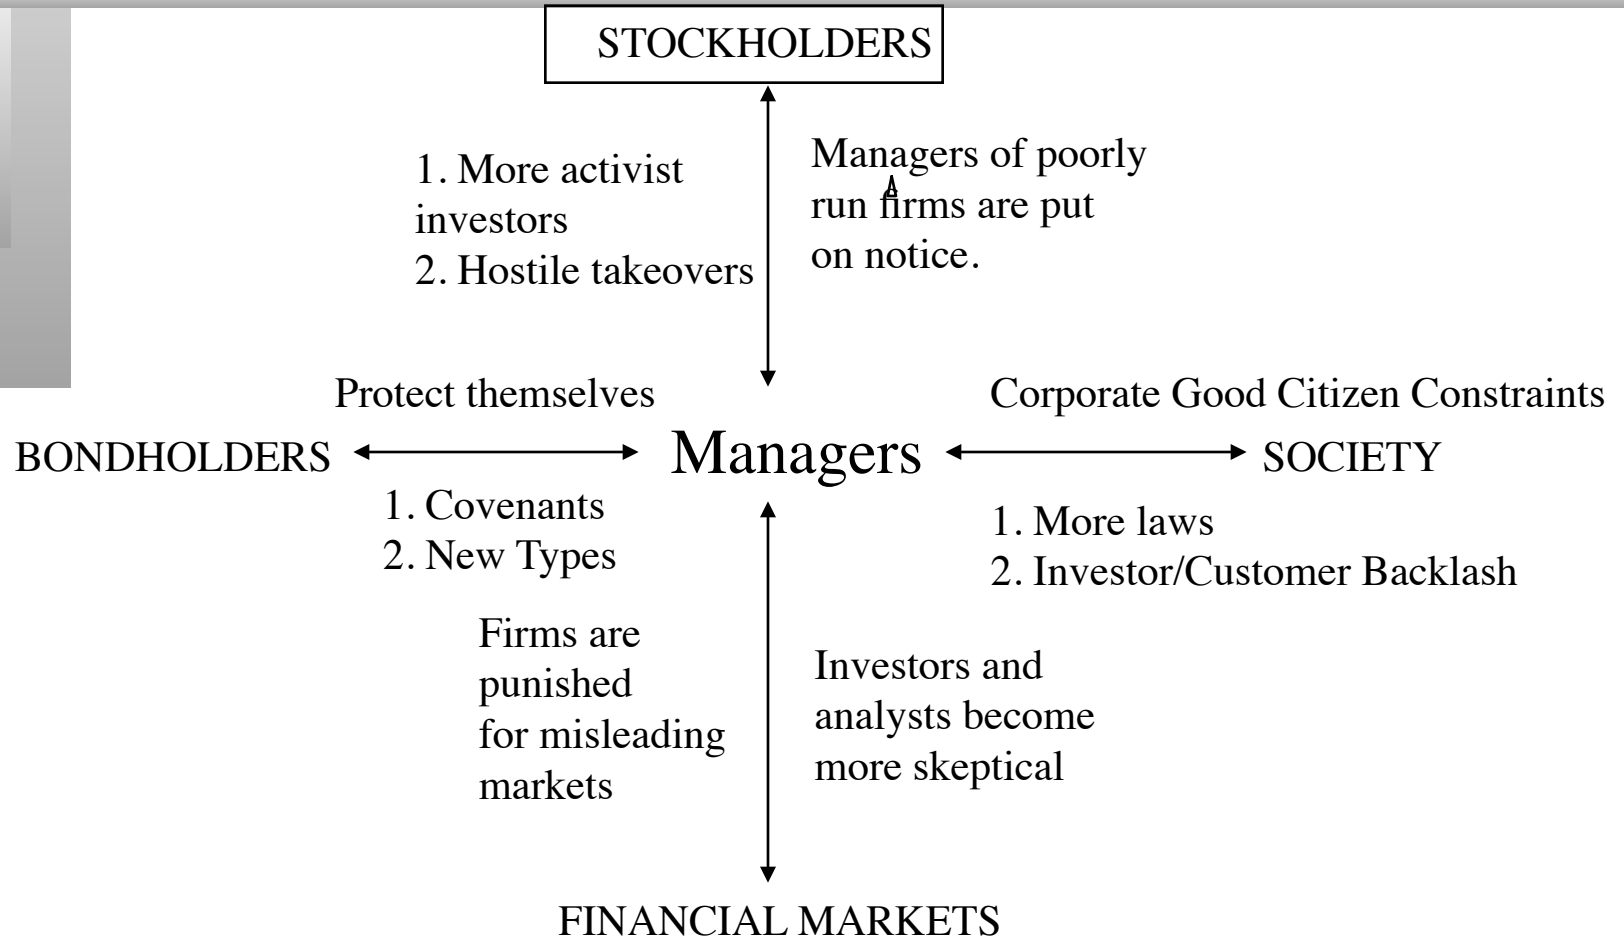 STOCKHOLDERS
1. More activist
investors
2. Hostile takeovers
Managers of poorly
run firms are put
on notice.
Protect themselves
Corporate Good Citizen Constraints
BONDHOLDERS
Managers
SOCIETY
1. Covenants
2. New Types
1. More laws
2. Investor/Customer Backlash
Firms are
punished
for misleading
markets
Investors and
analysts become
more skeptical
FINANCIAL MARKETS